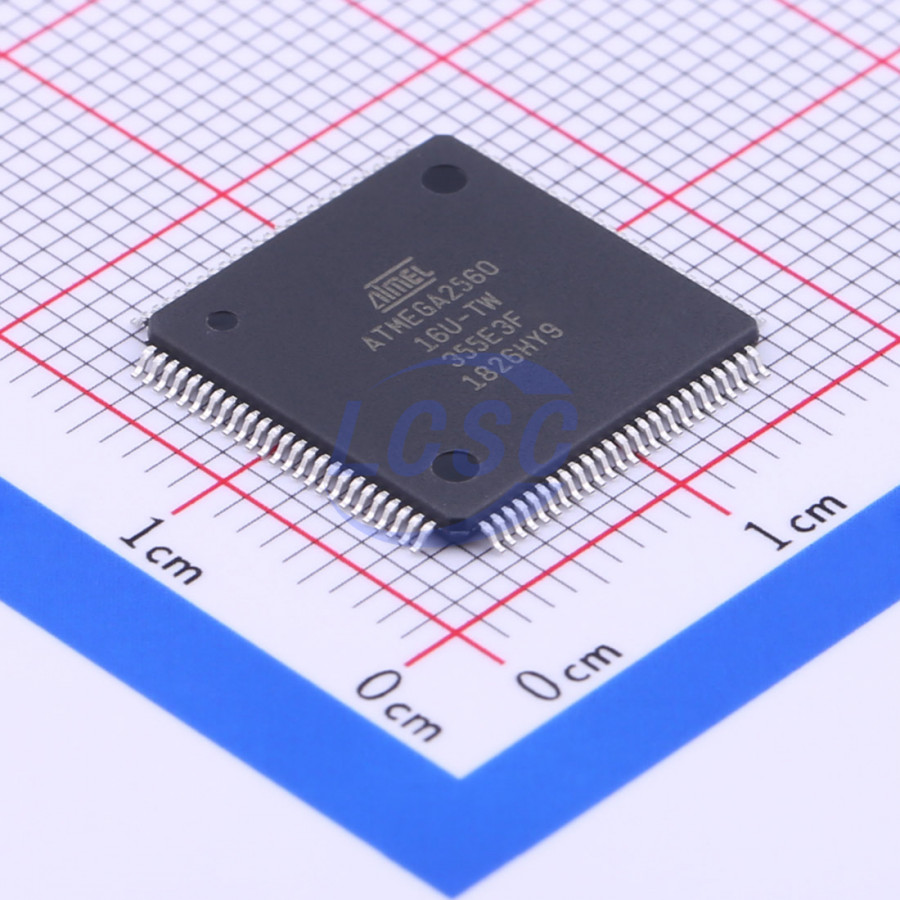 ATMEL
ATMEGA2560
16U-TW
355E3F
1826HY9
LCSC
1cm
1cm
0cm
0cm